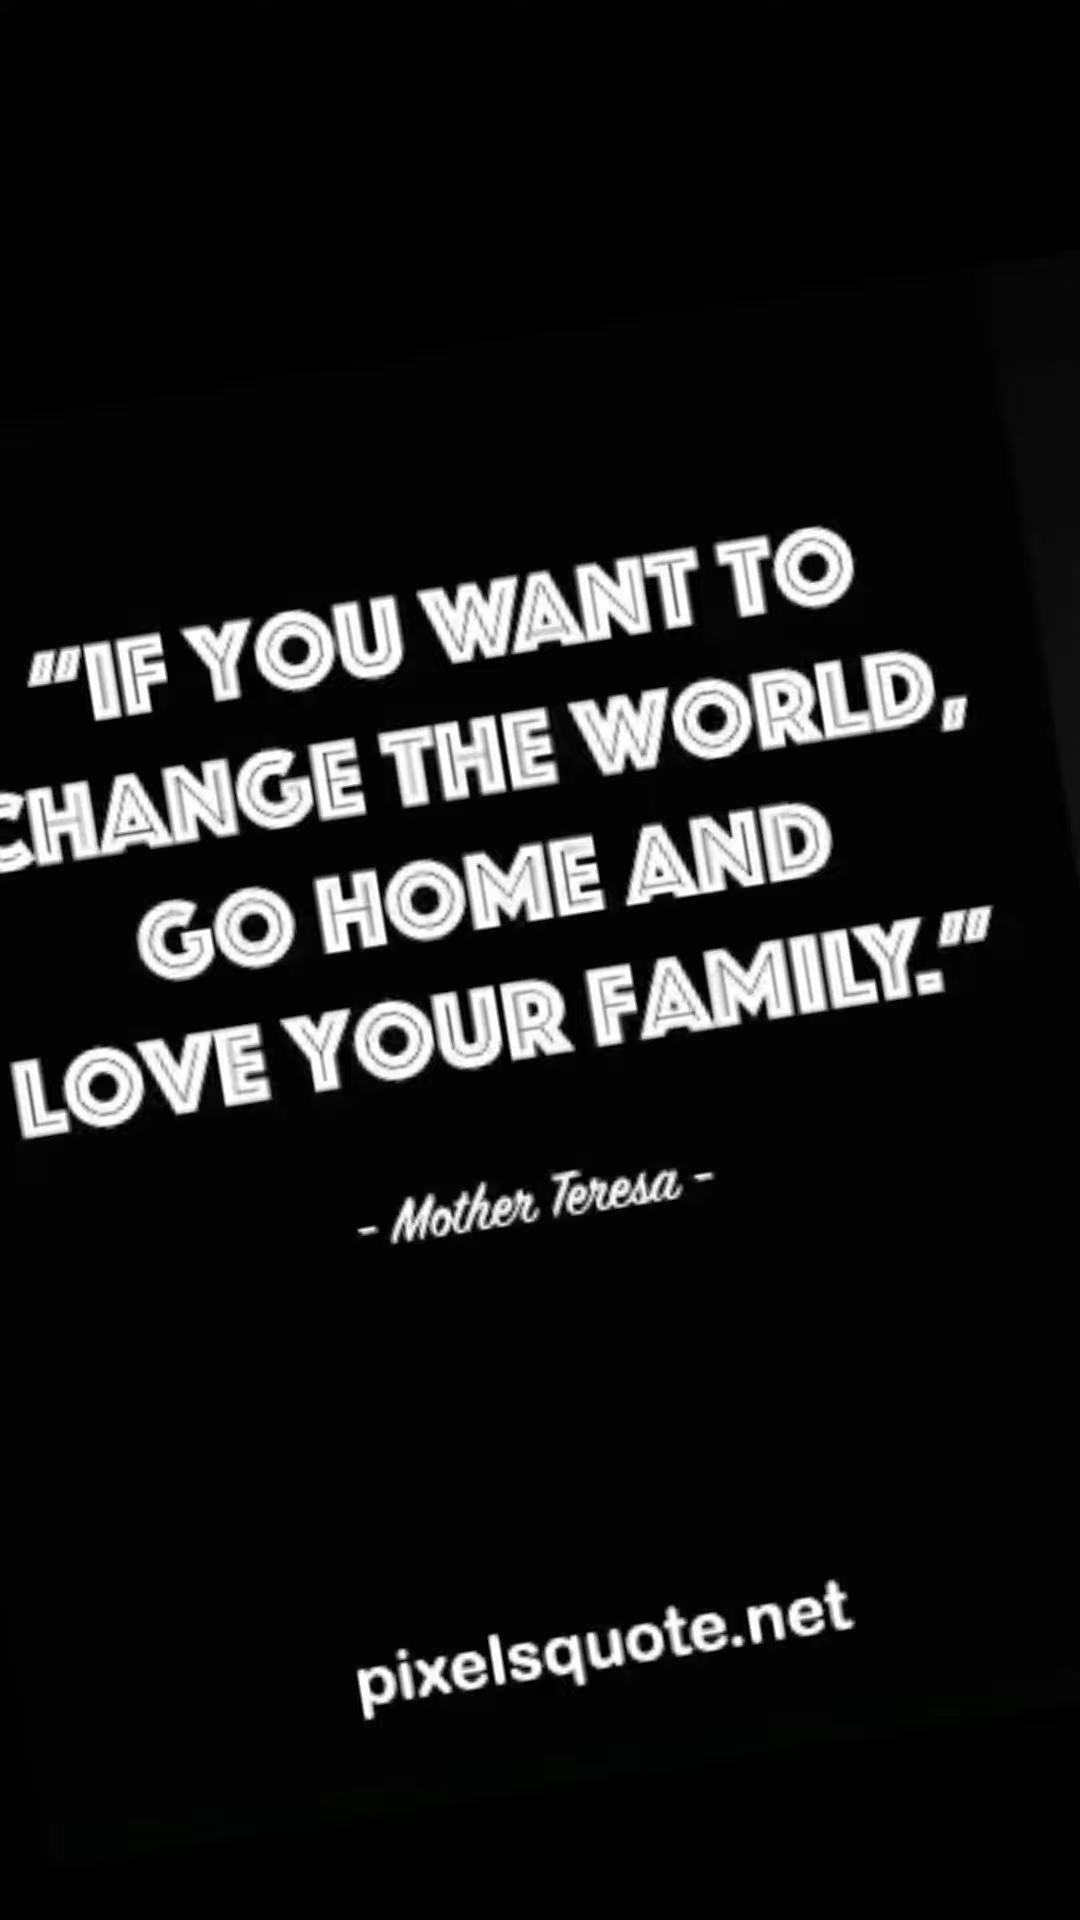 "IF YOU WANT TO
CHANGE THE WORLD,
GO HOME AND
LOVE YOUR FAMILY."
- Mother Teresa -
pixelsquote.net